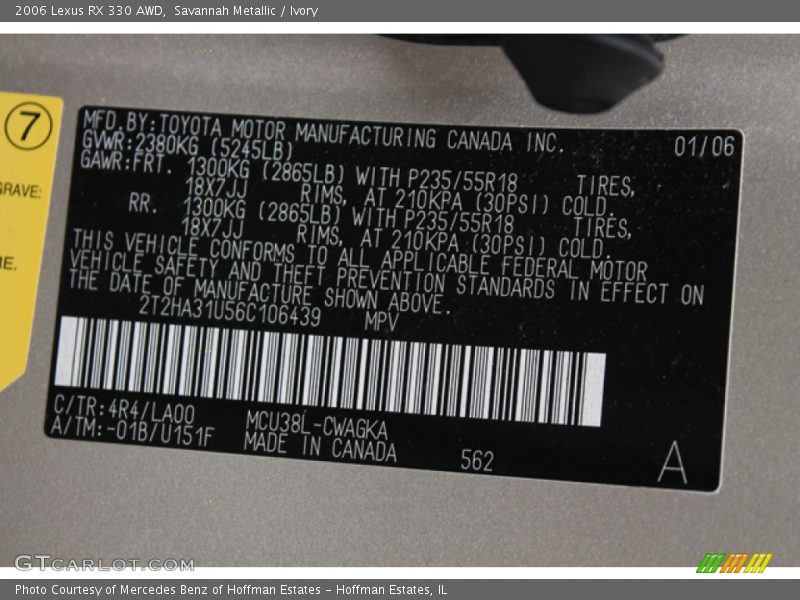 2006 Lexus RX 330 AWD, Savannah Metallic / Ivory
7
GRAVE:
RE.
MFD. BY:TOYOTA MOTOR MANUFACTURING CANADA INC. 01/06
GVWR:2380KG (5245LB)
GAWR:FRT. 1300KG (2865LB) WITH P235/55R18 TIRES,
18X7JJ RIMS, AT 210KPA (30PSI) COLD.
RR. 1300KG (2865LB) WITH P235/55R18 TIRES,
18X7JJ RIMS, AT 210KPA (30PSI) COLD.
THIS VEHICLE CONFORMS TO ALL APPLICABLE FEDERAL MOTOR
VEHICLE SAFETY AND THEFT PREVENTION STANDARDS IN EFFECT ON
THE DATE OF MANUFACTURE SHOWN ABOVE.
2T2HA31U56C106439 MPV
C/TR:4R4/LA00 MCU38L-CWAGKA
A/TM:-01B/U151F MADE IN CANADA 562 A
GTCarLot.com
Photo Courtesy of Mercedes Benz of Hoffman Estates - Hoffman Estates, IL